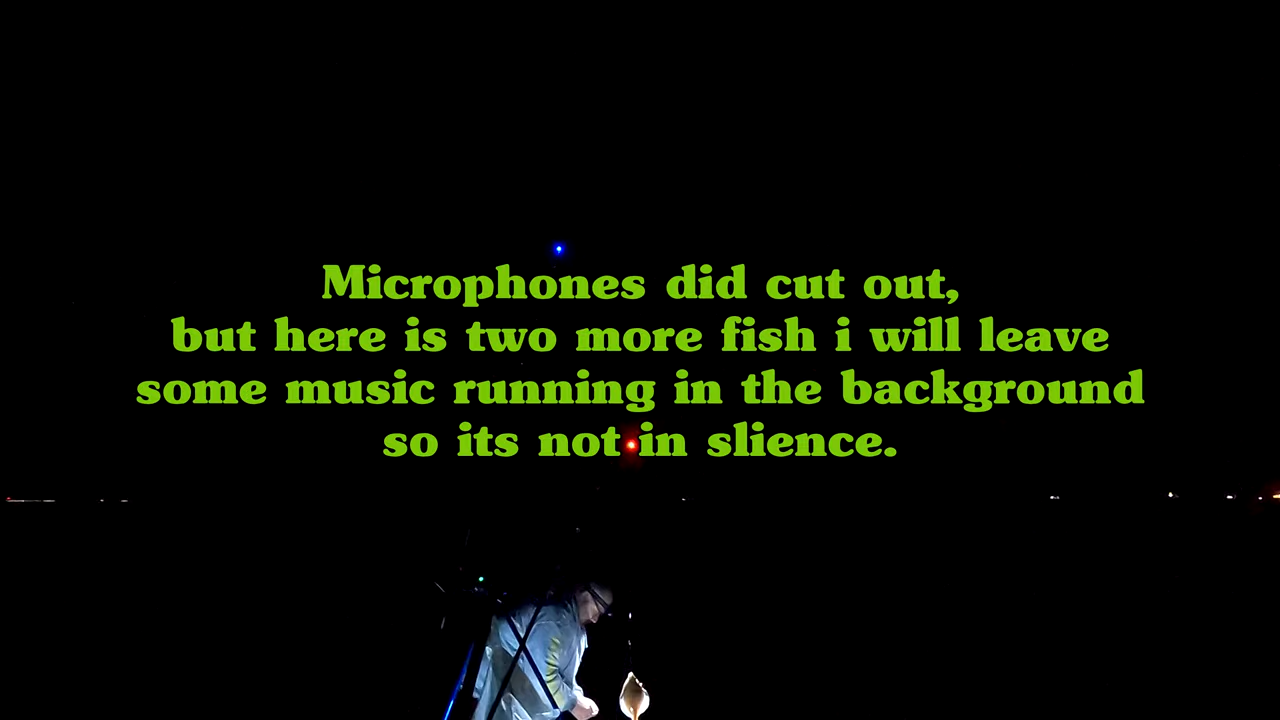 Microphones did cut out,
but here is two more fish i will leave
some music running in the background
so its not in slience.